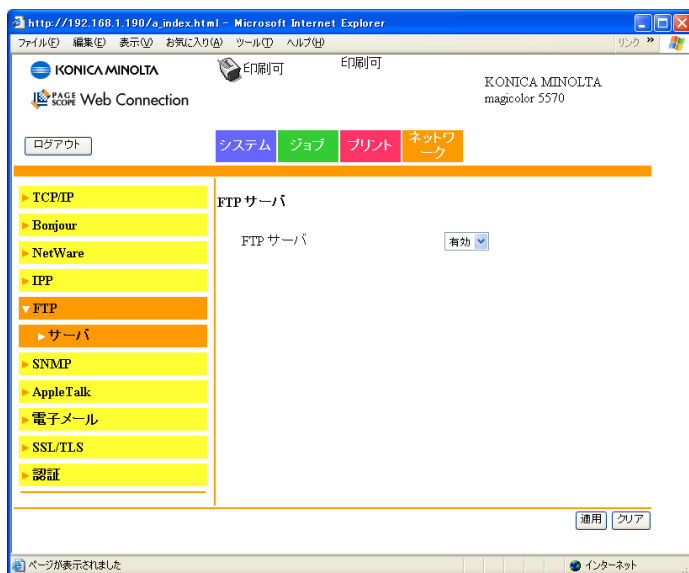 http://192.168.1.190/a_index.html - Microsoft Internet Explorer
ファイル(F) 編集(E) 表示(V) お気に入り(A) ツール(T) ヘルプ(H) リンク »
KONICA MINOLTA
印刷可
印刷可
KONICA MINOLTA
magicolor 5570
PAGE SCOPE Web Connection
ログアウト
システム
ジョブ
プリント
ネットワ
ーク
TCP/IP
Bonjour
NetWare
IPP
FTP
サーバ
SNMP
AppleTalk
電子メール
SSL/TLS
認証
FTP サーバ
FTP サーバ 有効
適用 クリア
ページが表示されました インターネット